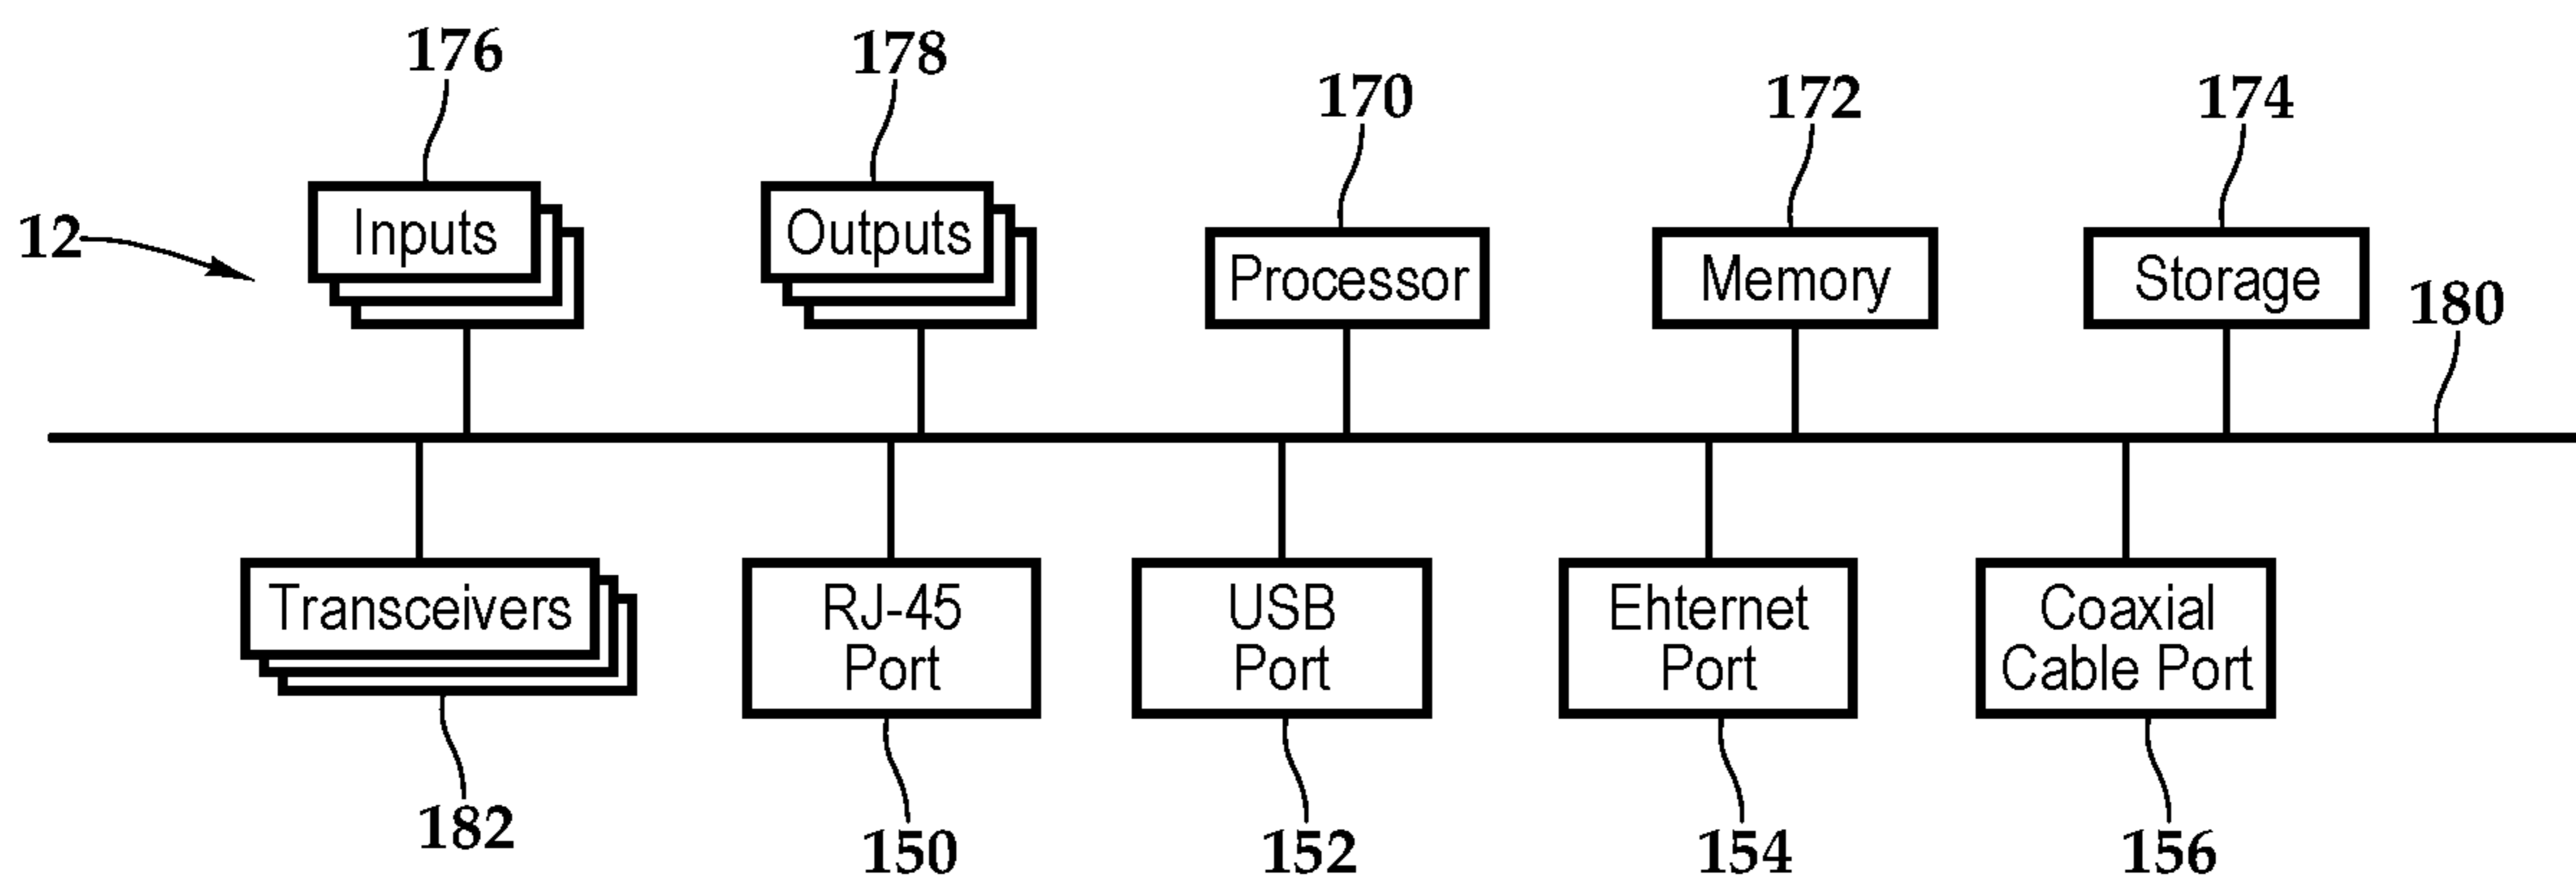 176
178
170
172
174
12
Inputs
Outputs
Processor
Memory
Storage
180
Transceivers
RJ-45
Port
USB
Port
Ehternet
Port
Coaxial
Cable Port
182
150
152
154
156